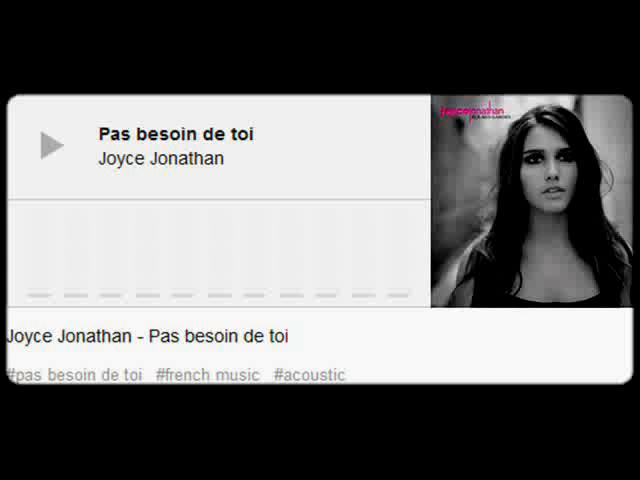 Pas besoin de toi
Joyce Jonathan
joycejonathan
Joyce Jonathan - Pas besoin de toi
#pas besoin de toi #french music #acoustic